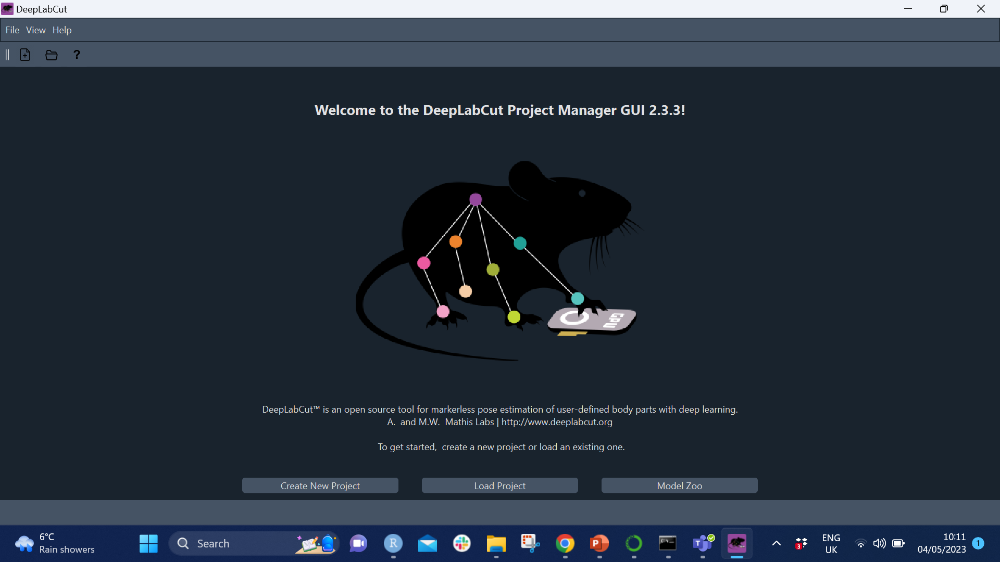 DeepLabCut
File View Help
?
Welcome to the DeepLabCut Project Manager GUI 2.3.3!
GPU
DeepLabCut™ is an open source tool for markerless pose estimation of user-defined body parts with deep learning.
A. and M.W. Mathis Labs | http://www.deeplabcut.org
To get started, create a new project or load an existing one.
Create New Project
Load Project
Model Zoo
6°C
Rain showers
Search
R
P
C:\_
T
3
ENG
UK
10:11
04/05/2023
1